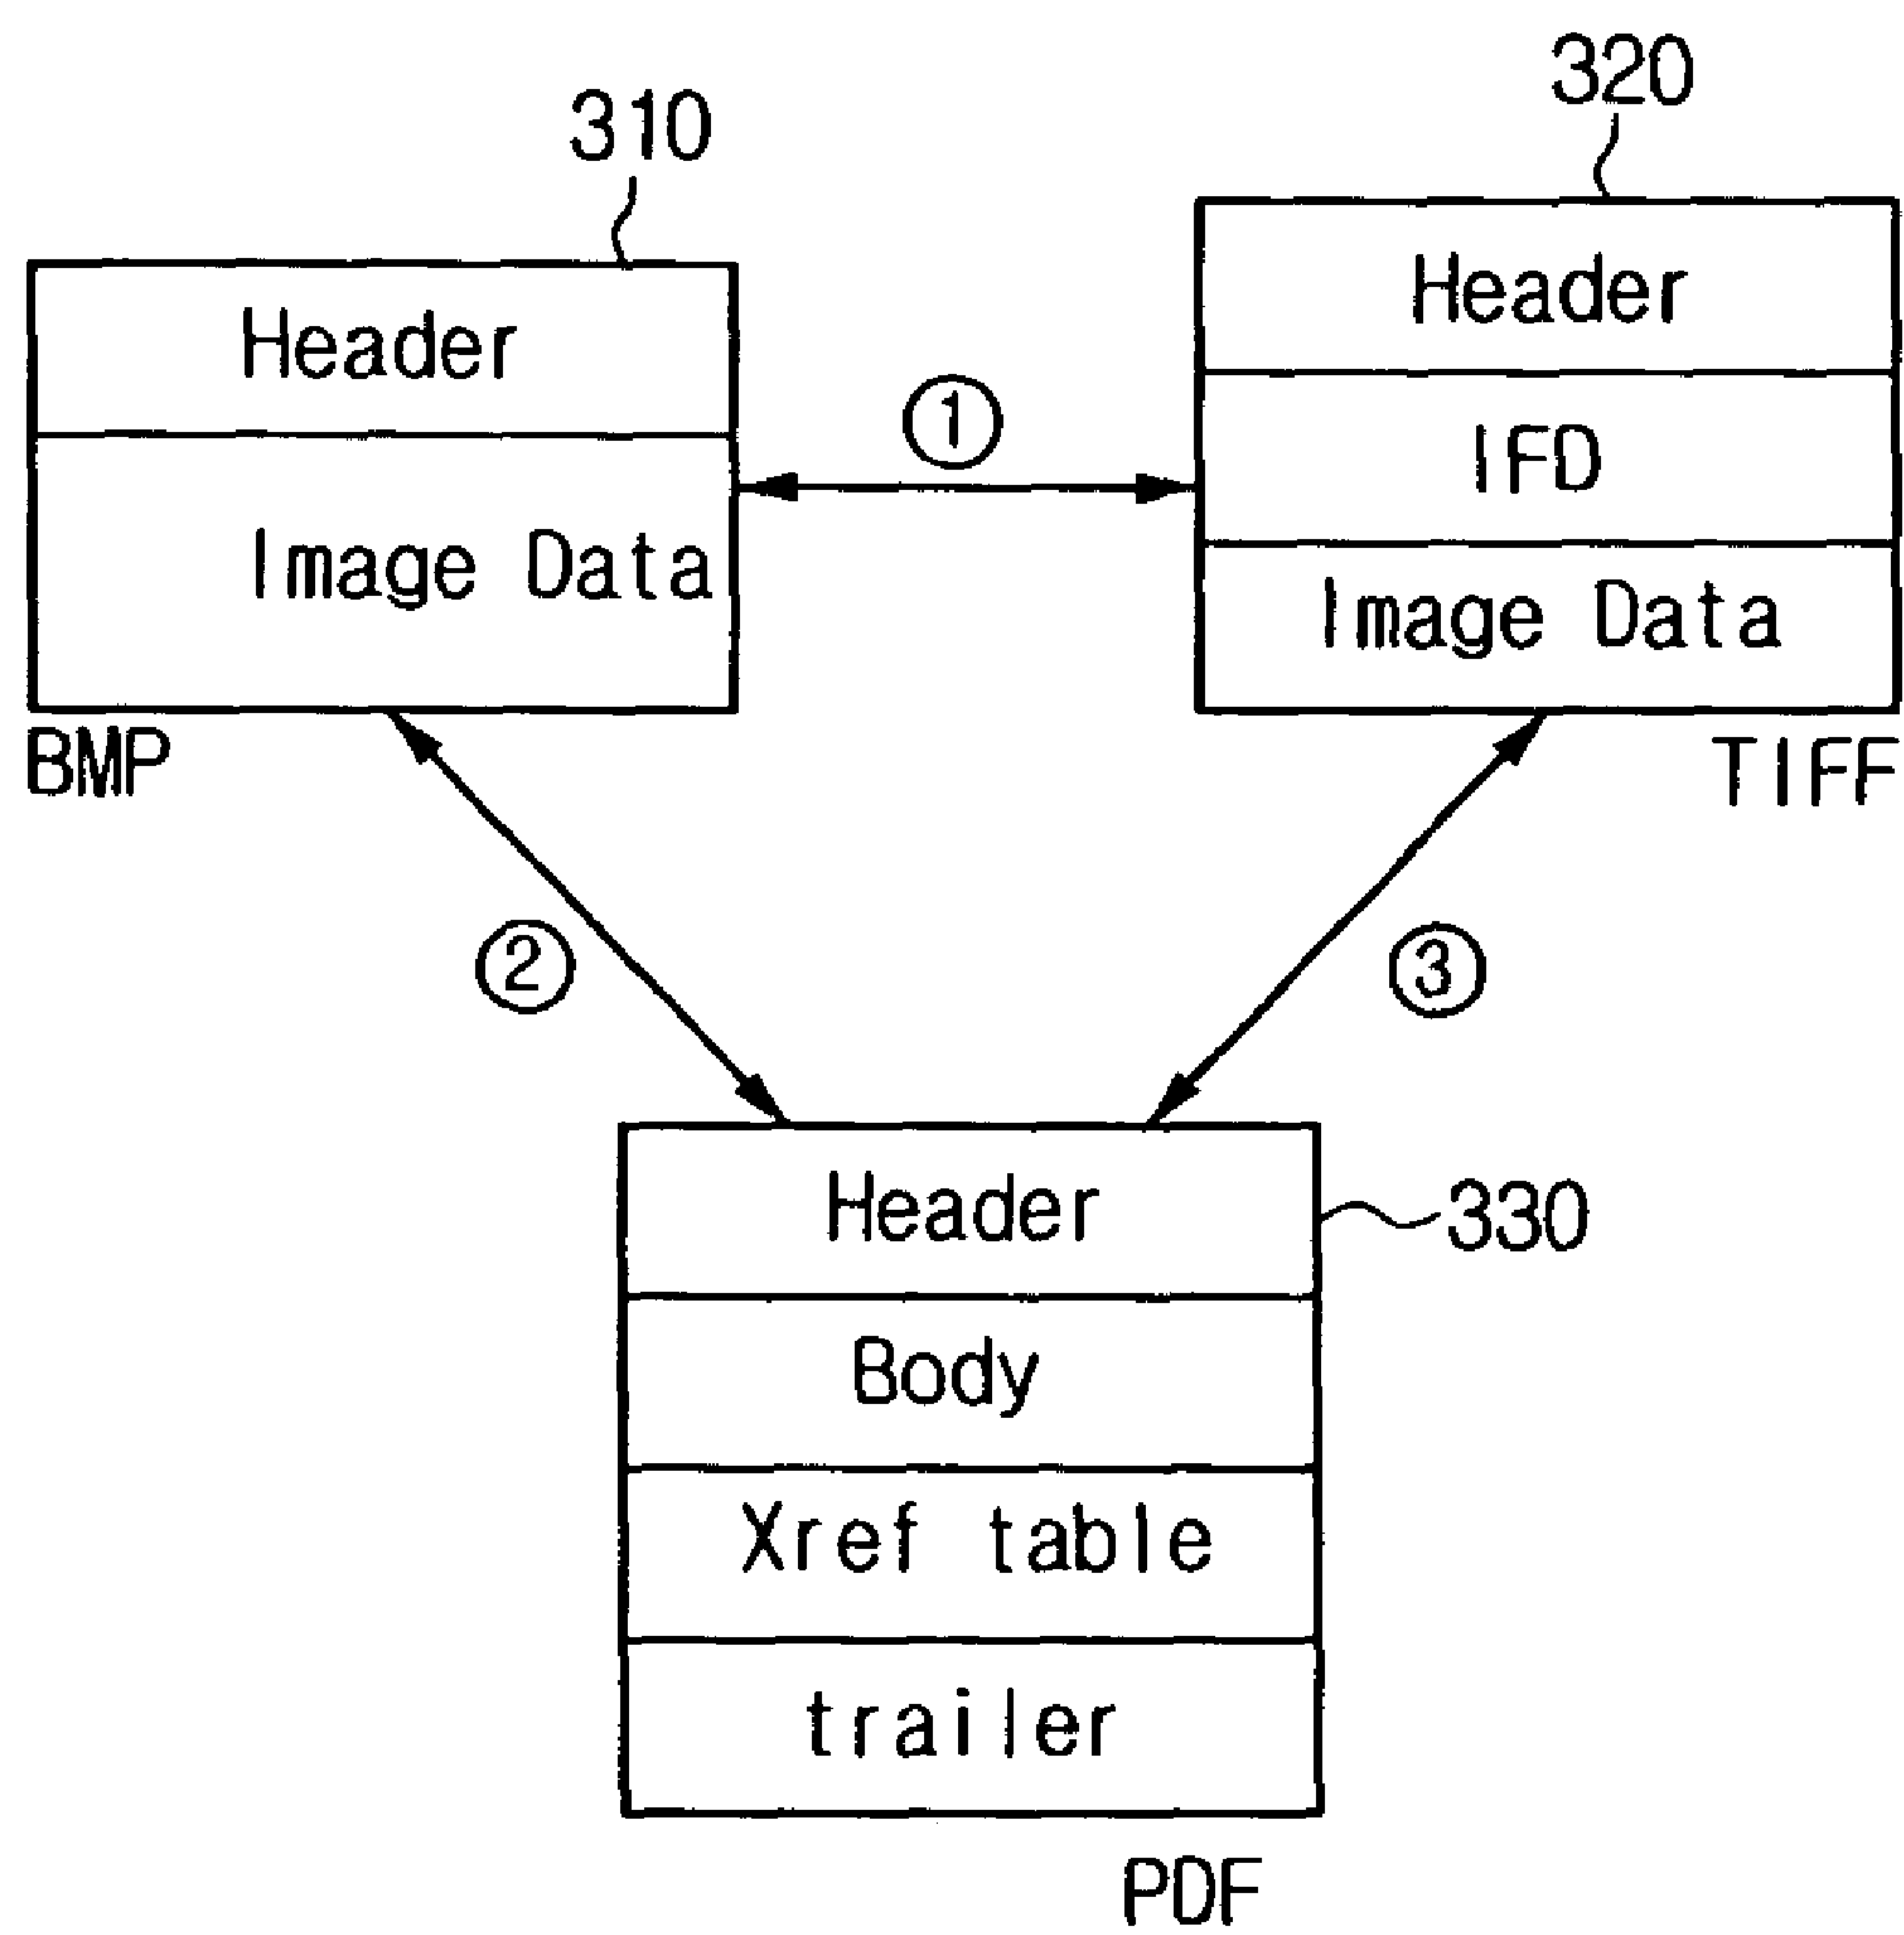 310
320
Header
Image Data
BMP
①
Header
IFD
Image Data
TIFF
②
③
Header
Body
Xref table
trailer
330
PDF